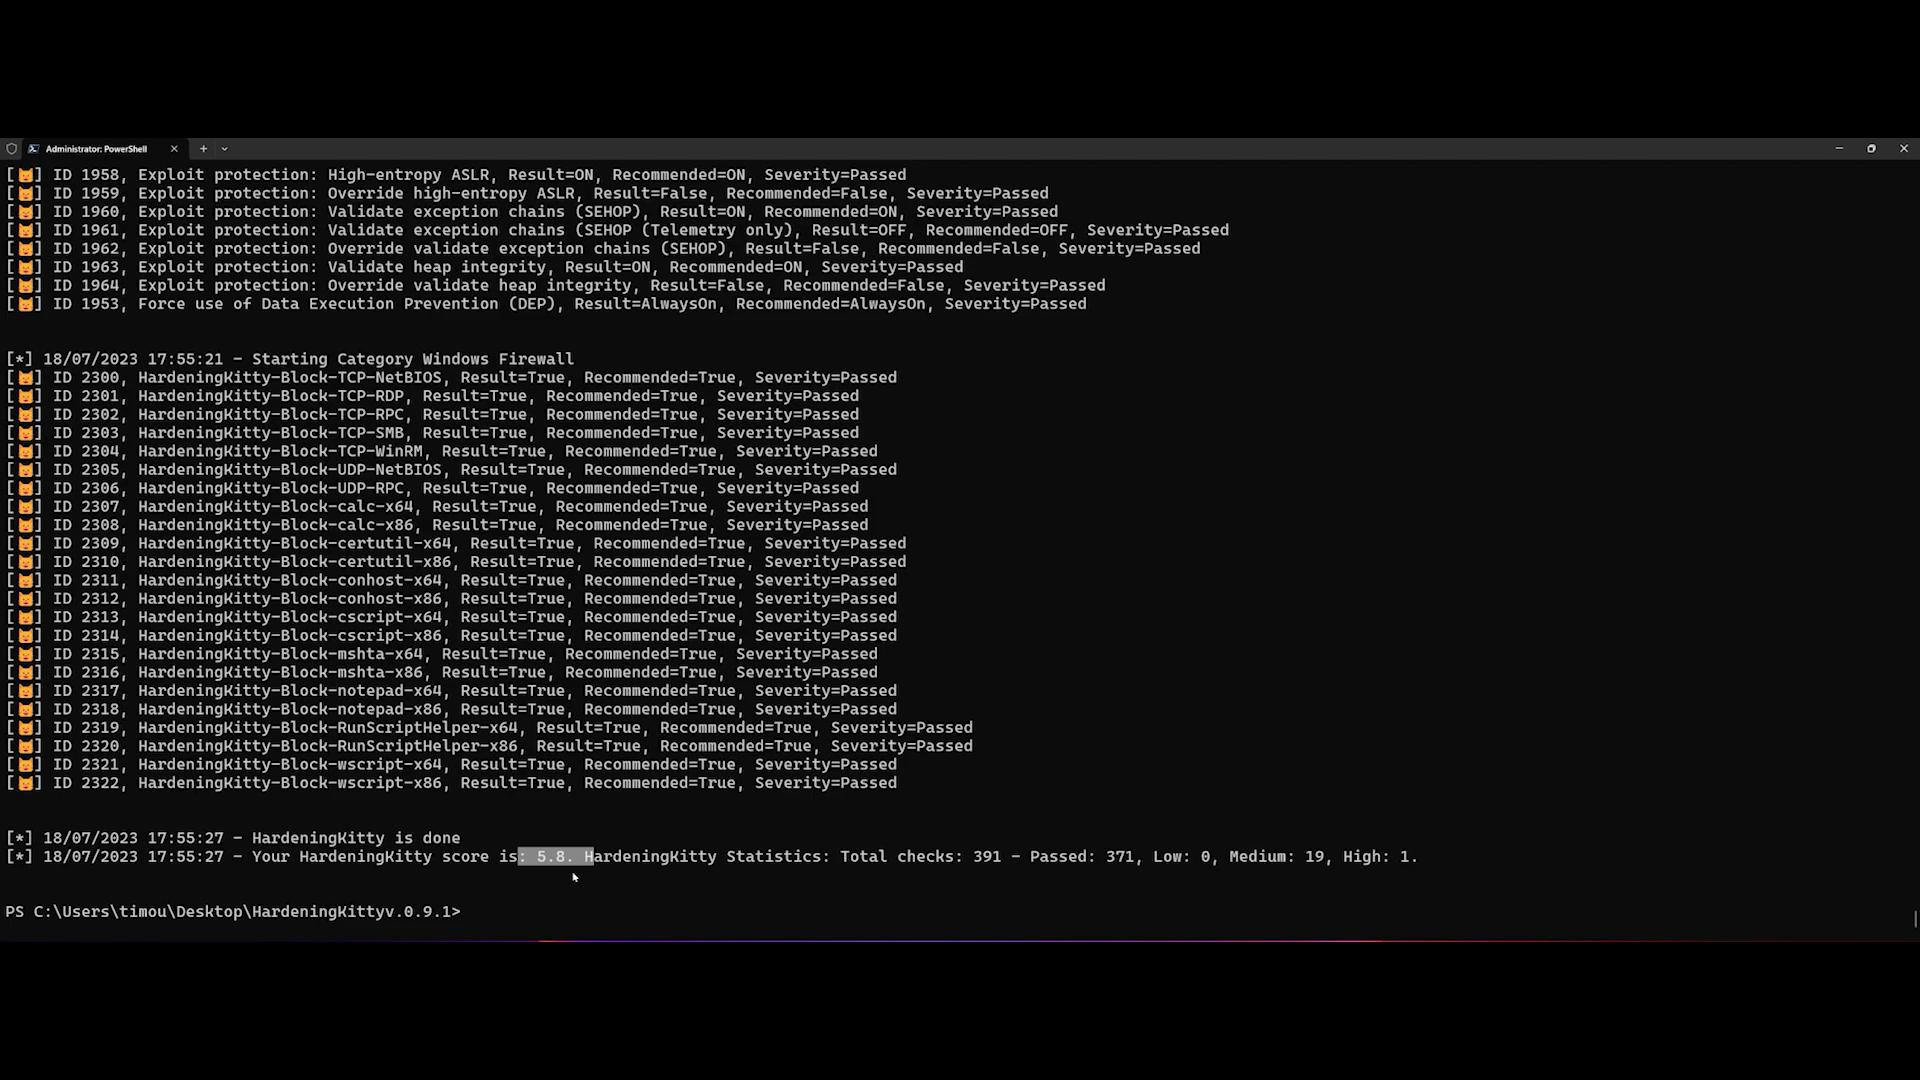 Administrator: PowerShell
[😺] ID 1958, Exploit protection: High-entropy ASLR, Result=ON, Recommended=ON, Severity=Passed
[😺] ID 1959, Exploit protection: Override high-entropy ASLR, Result=False, Recommended=False, Severity=Passed
[😺] ID 1960, Exploit protection: Validate exception chains (SEHOP), Result=ON, Recommended=ON, Severity=Passed
[😺] ID 1961, Exploit protection: Validate exception chains (SEHOP (Telemetry only), Result=OFF, Recommended=OFF, Severity=Passed
[😺] ID 1962, Exploit protection: Override validate exception chains (SEHOP), Result=False, Recommended=False, Severity=Passed
[😺] ID 1963, Exploit protection: Validate heap integrity, Result=ON, Recommended=ON, Severity=Passed
[😺] ID 1964, Exploit protection: Override validate heap integrity, Result=False, Recommended=False, Severity=Passed
[😺] ID 1953, Force use of Data Execution Prevention (DEP), Result=AlwaysOn, Recommended=AlwaysOn, Severity=Passed
[*] 18/07/2023 17:55:21 - Starting Category Windows Firewall
[😺] ID 2300, HardeningKitty-Block-TCP-NetBIOS, Result=True, Recommended=True, Severity=Passed
[😺] ID 2301, HardeningKitty-Block-TCP-RDP, Result=True, Recommended=True, Severity=Passed
[😺] ID 2302, HardeningKitty-Block-TCP-RPC, Result=True, Recommended=True, Severity=Passed
[😺] ID 2303, HardeningKitty-Block-TCP-SMB, Result=True, Recommended=True, Severity=Passed
[😺] ID 2304, HardeningKitty-Block-TCP-WinRM, Result=True, Recommended=True, Severity=Passed
[😺] ID 2305, HardeningKitty-Block-UDP-NetBIOS, Result=True, Recommended=True, Severity=Passed
[😺] ID 2306, HardeningKitty-Block-UDP-RPC, Result=True, Recommended=True, Severity=Passed
[😺] ID 2307, HardeningKitty-Block-calc-x64, Result=True, Recommended=True, Severity=Passed
[😺] ID 2308, HardeningKitty-Block-calc-x86, Result=True, Recommended=True, Severity=Passed
[😺] ID 2309, HardeningKitty-Block-certutil-x64, Result=True, Recommended=True, Severity=Passed
[😺] ID 2310, HardeningKitty-Block-certutil-x86, Result=True, Recommended=True, Severity=Passed
[😺] ID 2311, HardeningKitty-Block-conhost-x64, Result=True, Recommended=True, Severity=Passed
[😺] ID 2312, HardeningKitty-Block-conhost-x86, Result=True, Recommended=True, Severity=Passed
[😺] ID 2313, HardeningKitty-Block-cscript-x64, Result=True, Recommended=True, Severity=Passed
[😺] ID 2314, HardeningKitty-Block-cscript-x86, Result=True, Recommended=True, Severity=Passed
[😺] ID 2315, HardeningKitty-Block-mshta-x64, Result=True, Recommended=True, Severity=Passed
[😺] ID 2316, HardeningKitty-Block-mshta-x86, Result=True, Recommended=True, Severity=Passed
[😺] ID 2317, HardeningKitty-Block-notepad-x64, Result=True, Recommended=True, Severity=Passed
[😺] ID 2318, HardeningKitty-Block-notepad-x86, Result=True, Recommended=True, Severity=Passed
[😺] ID 2319, HardeningKitty-Block-RunScriptHelper-x64, Result=True, Recommended=True, Severity=Passed
[😺] ID 2320, HardeningKitty-Block-RunScriptHelper-x86, Result=True, Recommended=True, Severity=Passed
[😺] ID 2321, HardeningKitty-Block-wscript-x64, Result=True, Recommended=True, Severity=Passed
[😺] ID 2322, HardeningKitty-Block-wscript-x86, Result=True, Recommended=True, Severity=Passed
[*] 18/07/2023 17:55:27 - HardeningKitty is done
[*] 18/07/2023 17:55:27 - Your HardeningKitty score is: 5.8. HardeningKitty Statistics: Total checks: 391 - Passed: 371, Low: 0, Medium: 19, High: 1.
PS C:\Users\timou\Desktop\HardeningKittyv.0.9.1>